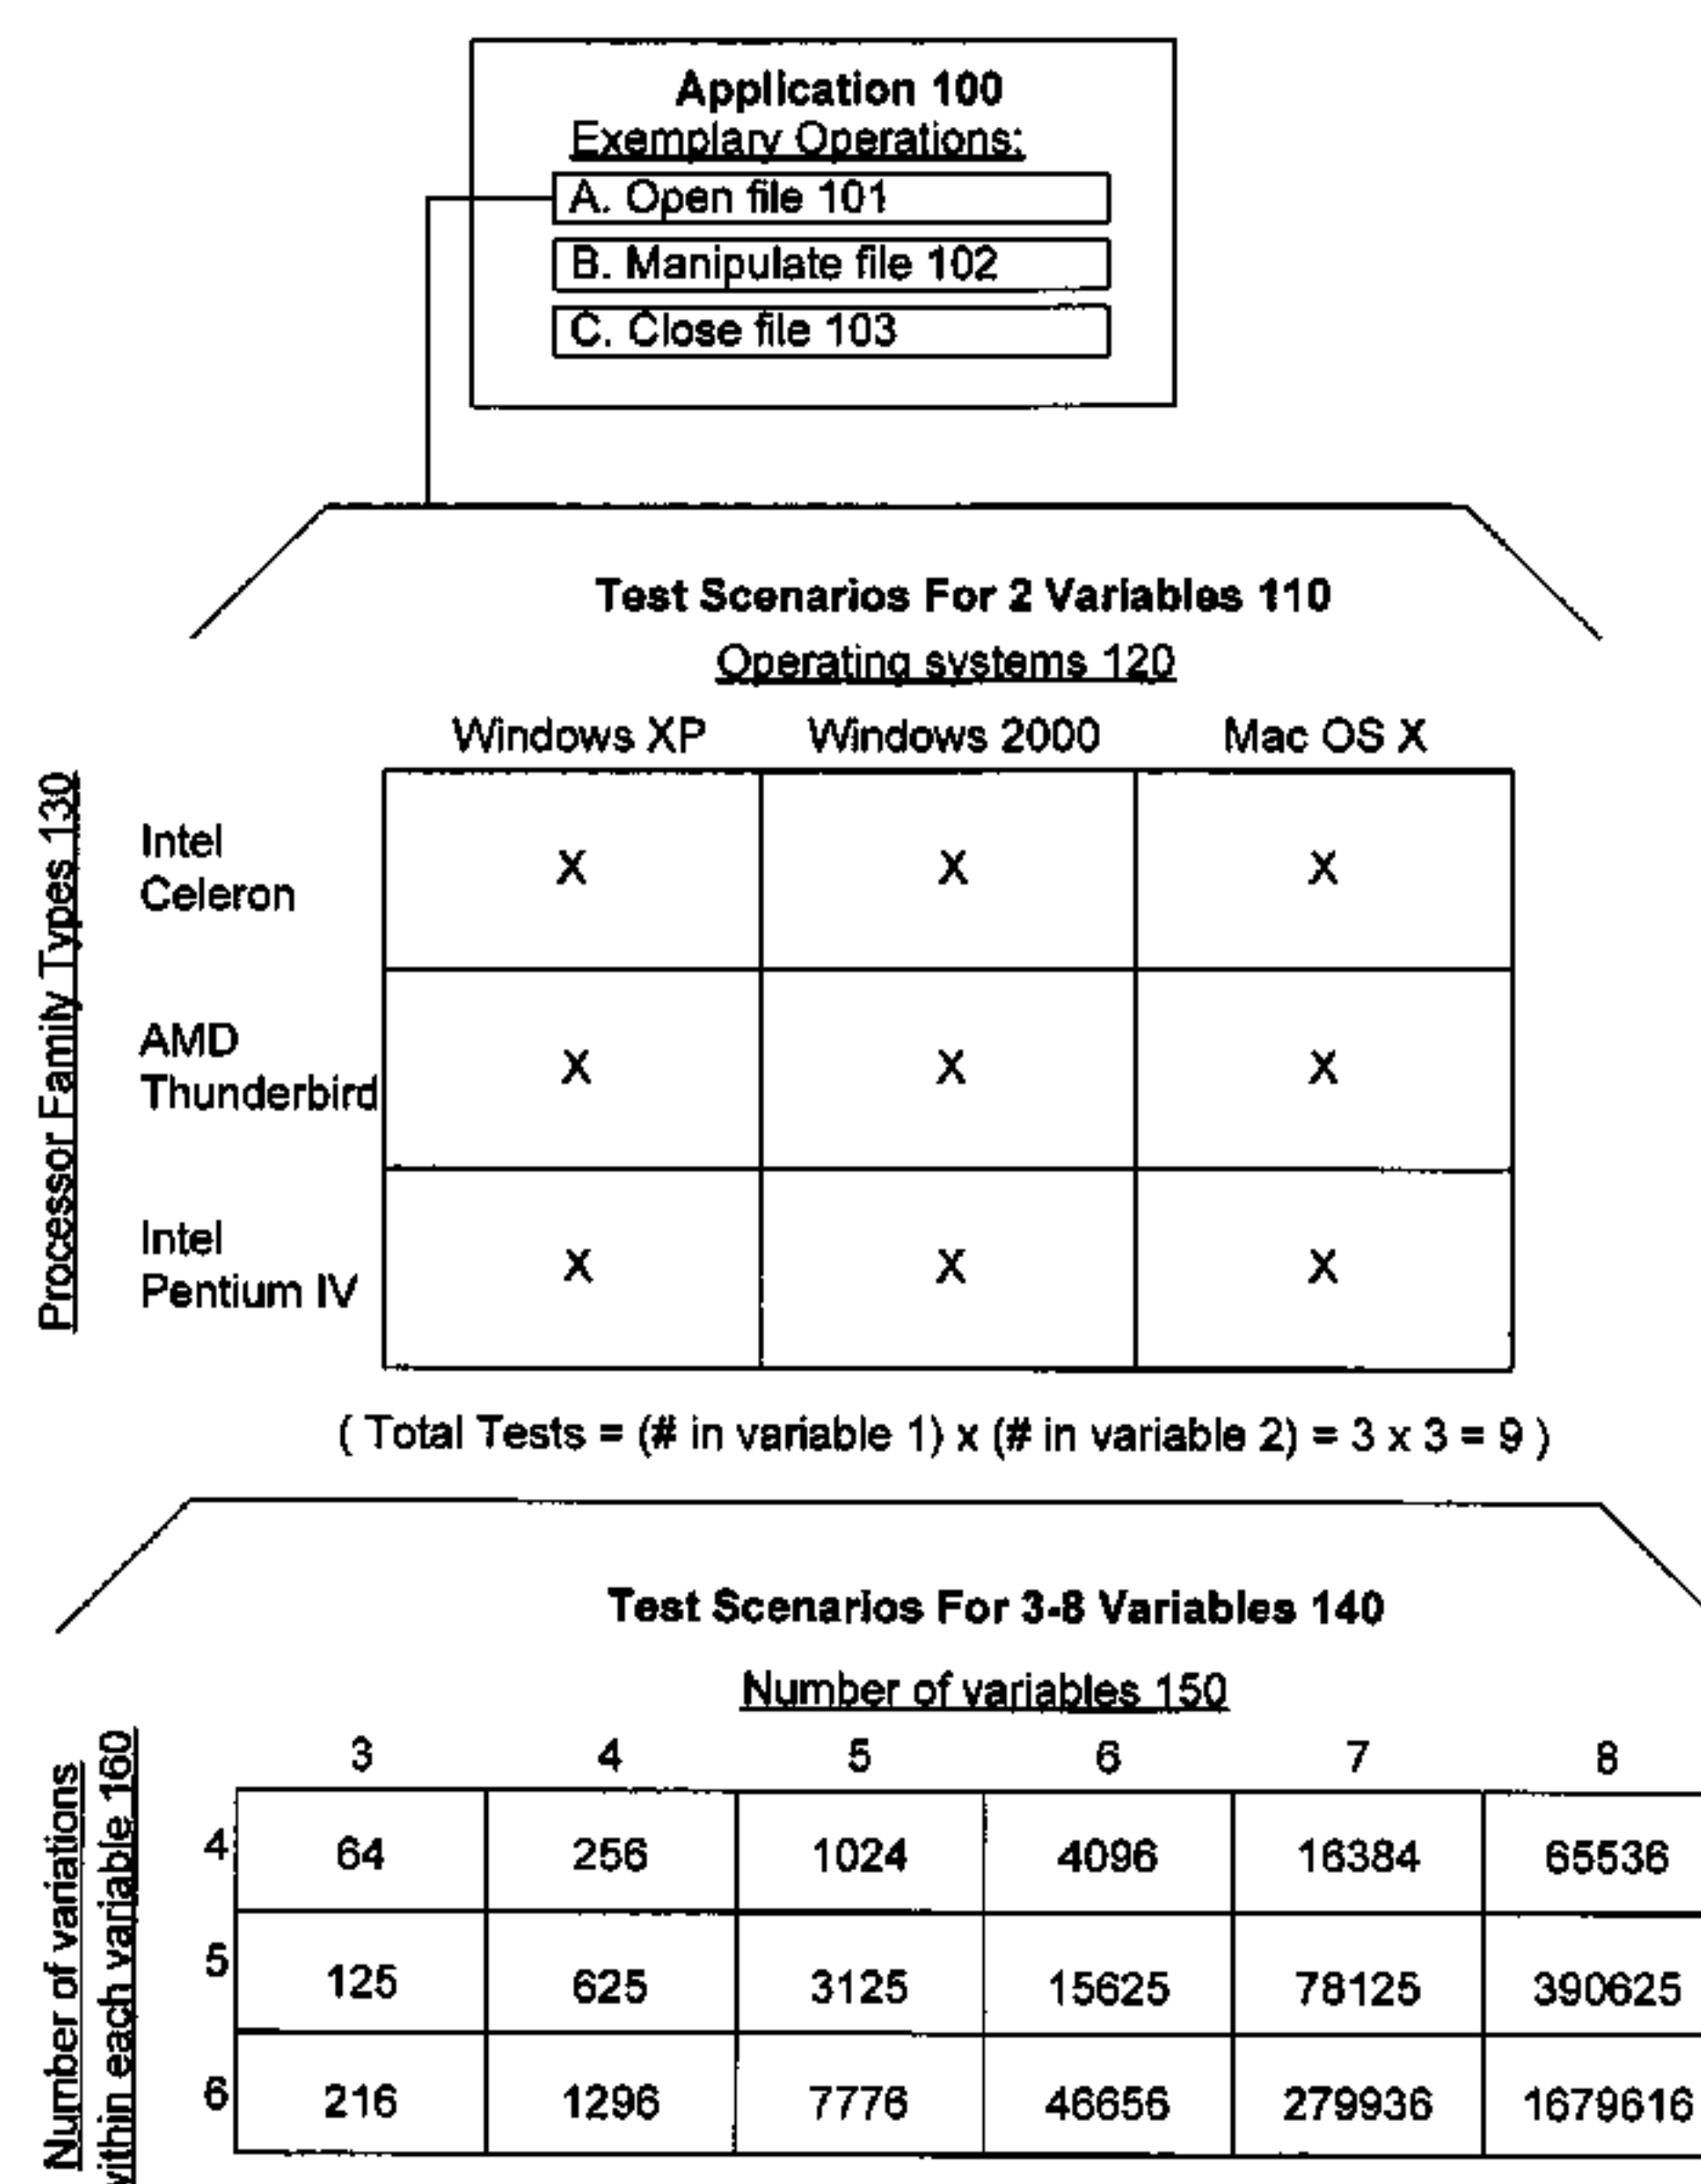 Application 100
Exemplary Operations:
A. Open file 101
B. Manipulate file 102
C. Close file 103
Test Scenarios For 2 Variables 110
Operating systems 120
Windows XP Windows 2000 Mac OS X
Processor Family Types 130
Intel
Celeron
X X X
AMD
Thunderbird
X X X
Intel
Pentium IV
X X X
( Total Tests = (# in variable 1) x (# in variable 2) = 3 x 3 = 9 )
Test Scenarios For 3-8 Variables 140
Number of variables 150
Number of variations
within each variable 160
3 4 5 6 7 8
4 64 256 1024 4096 16384 65536
5 125 625 3125 15625 78125 390625
6 216 1296 7776 46656 279936 1679616